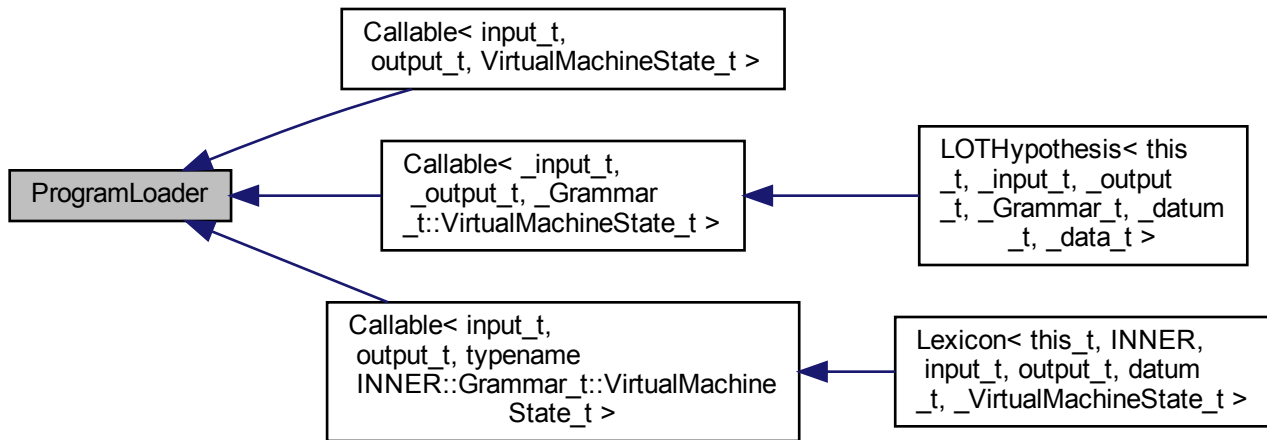 Callable< input_t,
output_t, VirtualMachineState_t >
ProgramLoader
Callable< _input_t,
_output_t, _Grammar
_t::VirtualMachineState_t >
LOTHypothesis< this
_t, _input_t, _output
_t, _Grammar_t, _datum
_t, _data_t >
Callable< input_t,
output_t, typename
INNER::Grammar_t::VirtualMachine
State_t >
Lexicon< this_t, INNER,
input_t, output_t, datum
_t, _VirtualMachineState_t >